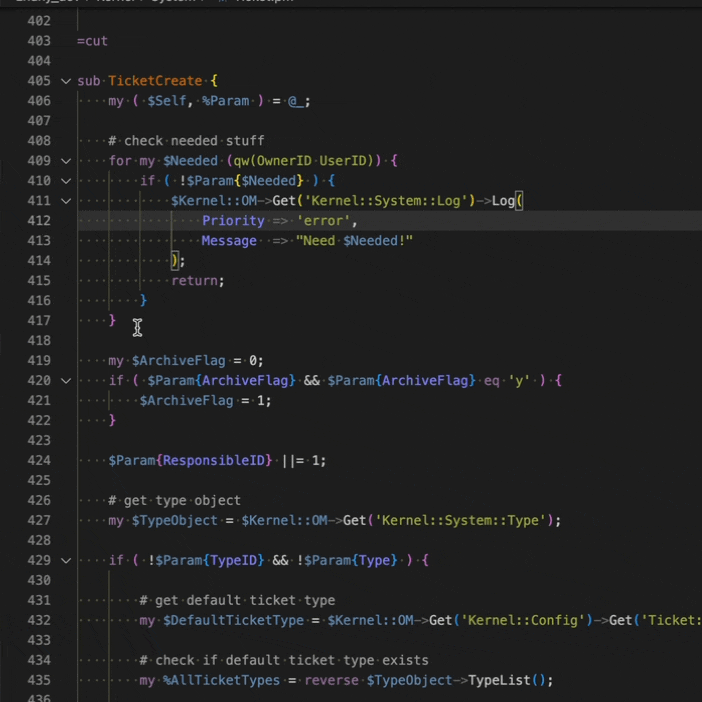 402
403 =cut
404
405 sub TicketCreate {
406 my ( $Self, %Param ) = @_;
407
408 # check needed stuff
409 for my $Needed (qw(OwnerID UserID)) {
410 if ( !$Param{$Needed} ) {
411 $Kernel::OM->Get('Kernel::System::Log')->Log(
412 Priority => 'error',
413 Message => "Need $Needed!"
414 );
415 return;
416 }
417 }
418
419 my $ArchiveFlag = 0;
420 if ( $Param{ArchiveFlag} && $Param{ArchiveFlag} eq 'y' ) {
421 $ArchiveFlag = 1;
422 }
423
424 $Param{ResponsibleID} ||= 1;
425
426 # get type object
427 my $TypeObject = $Kernel::OM->Get('Kernel::System::Type');
428
429 if ( !$Param{TypeID} && !$Param{Type} ) {
430
431 # get default ticket type
432 my $DefaultTicketType = $Kernel::OM->Get('Kernel::Config')->Get('Ticket:
433
434 # check if default ticket type exists
435 my %AllTicketTypes = reverse $TypeObject->TypeList();
436